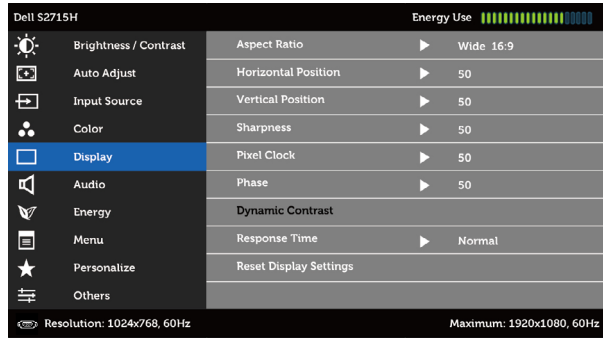 Dell S2715H Energy Use
Brightness / Contrast Aspect Ratio Wide 16:9
Auto Adjust Horizontal Position 50
Input Source Vertical Position 50
Color Sharpness 50
Display Pixel Clock 50
Audio Phase 50
Energy Dynamic Contrast
Menu Response Time Normal
Personalize Reset Display Settings
Others
Resolution: 1024x768, 60Hz Maximum: 1920x1080, 60Hz